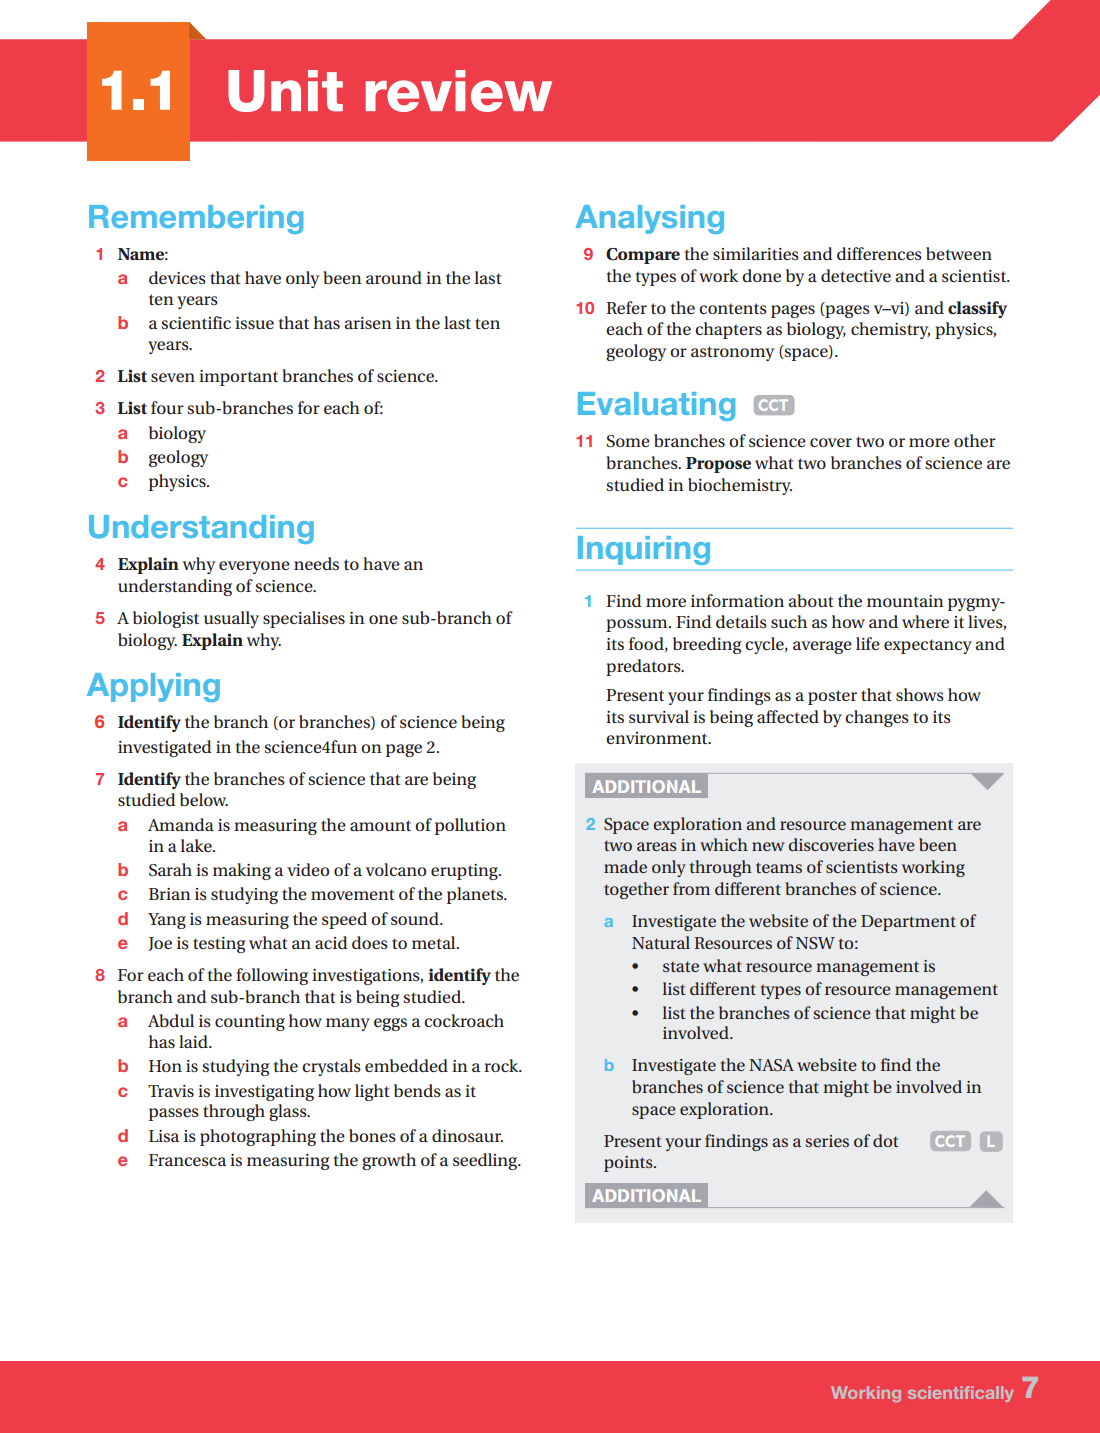 1.1 Unit review
Remembering
1 Name:
a devices that have only been around in the last
ten years
b a scientific issue that has arisen in the last ten
years.
2 List seven important branches of science.
3 List four sub-branches for each of:
a biology
b geology
c physics.
Understanding
4 Explain why everyone needs to have an
understanding of science.
5 A biologist usually specialises in one sub-branch of
biology. Explain why.
Applying
6 Identify the branch (or branches) of science being
investigated in the science4fun on page 2.
7 Identify the branches of science that are being
studied below.
a Amanda is measuring the amount of pollution
in a lake.
b Sarah is making a video of a volcano erupting.
c Brian is studying the movement of the planets.
d Yang is measuring the speed of sound.
e Joe is testing what an acid does to metal.
8 For each of the following investigations, identify the
branch and sub-branch that is being studied.
a Abdul is counting how many eggs a cockroach
has laid.
b Hon is studying the crystals embedded in a rock.
c Travis is investigating how light bends as it
passes through glass.
d Lisa is photographing the bones of a dinosaur.
e Francesca is measuring the growth of a seedling.
Analysing
9 Compare the similarities and differences between
the types of work done by a detective and a scientist.
10 Refer to the contents pages (pages v–vi) and classify
each of the chapters as biology, chemistry, physics,
geology or astronomy (space).
Evaluating CCT
11 Some branches of science cover two or more other
branches. Propose what two branches of science are
studied in biochemistry.
Inquiring
1 Find more information about the mountain pygmy-
possum. Find details such as how and where it lives,
its food, breeding cycle, average life expectancy and
predators.
Present your findings as a poster that shows how
its survival is being affected by changes to its
environment.
ADDITIONAL
2 Space exploration and resource management are
two areas in which new discoveries have been
made only through teams of scientists working
together from different branches of science.
a Investigate the website of the Department of
Natural Resources of NSW to:
• state what resource management is
• list different types of resource management
• list the branches of science that might be
involved.
b Investigate the NASA website to find the
branches of science that might be involved in
space exploration.
Present your findings as a series of dot CCT L
points.
ADDITIONAL
Working scientifically 7